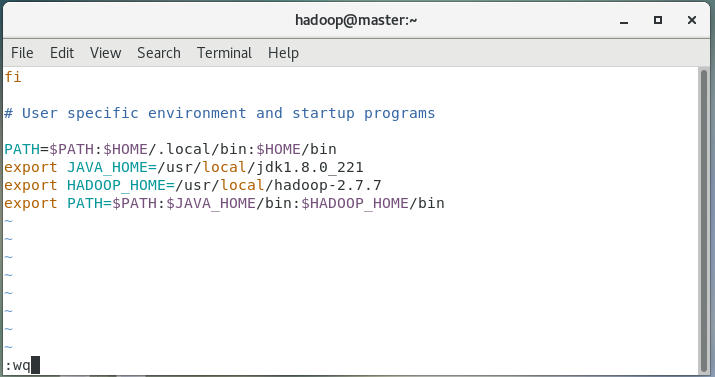 hadoop@master:~
File Edit View Search Terminal Help
fi
# User specific environment and startup programs
PATH=$PATH:$HOME/.local/bin:$HOME/bin
export JAVA_HOME=/usr/local/jdk1.8.0_221
export HADOOP_HOME=/usr/local/hadoop-2.7.7
export PATH=$PATH:$JAVA_HOME/bin:$HADOOP_HOME/bin
~
~
~
~
~
~
~
~
:wq